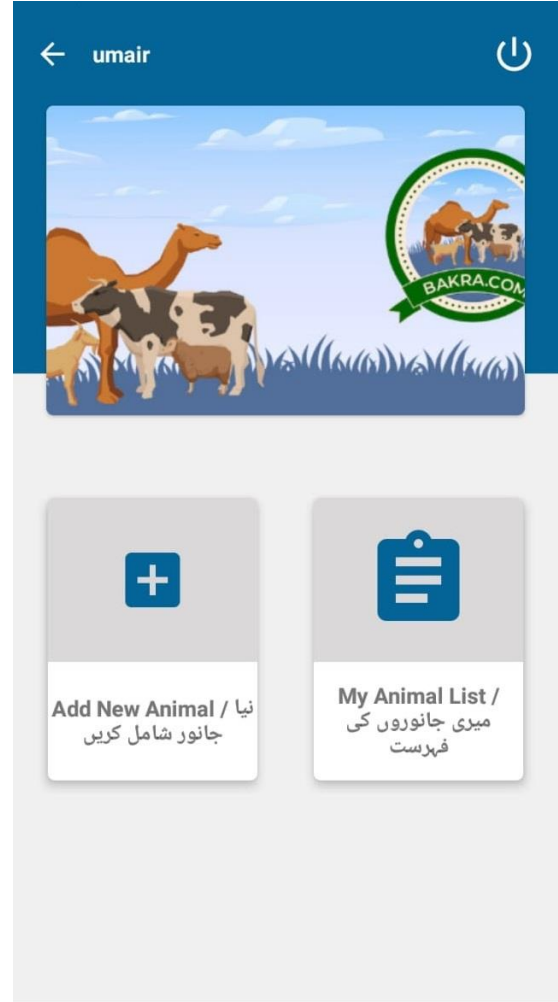 umair
BAKRA.COM
Add New Animal / نیا
جانور شامل کریں
My Animal List /
میری جانوروں کی
فہرست